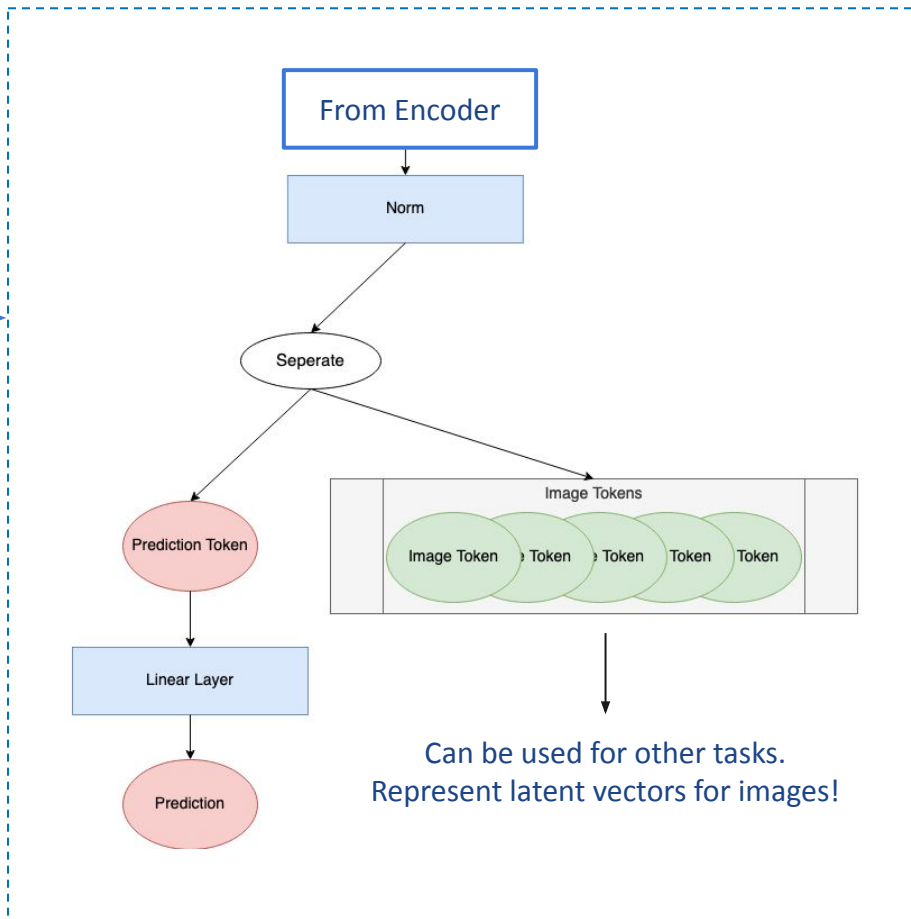 From Encoder
Norm
Seperate
Prediction Token
Image Tokens
Image Token
e Token
e Token
Token
Token
Linear Layer
Prediction
Can be used for other tasks.
Represent latent vectors for images!